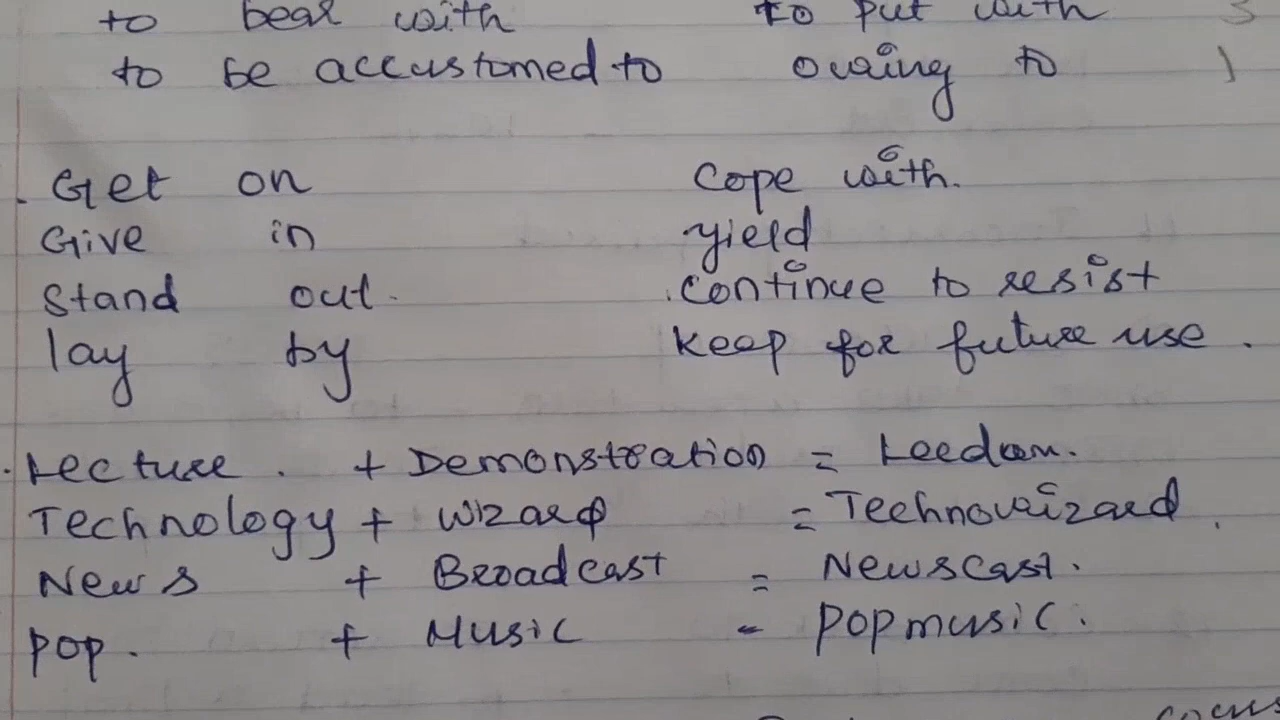 to bear with to put with 3
to be accustomed to owing to 1
Get on Cope with.
Give in yield
Stand out. continue to resist
lay by keep for future use.
Lecture. + Demonstration = Leedom.
Technology + Wizard = Technowizard.
News + Broadcast = Newscast.
Pop. + Music = Popmusic.